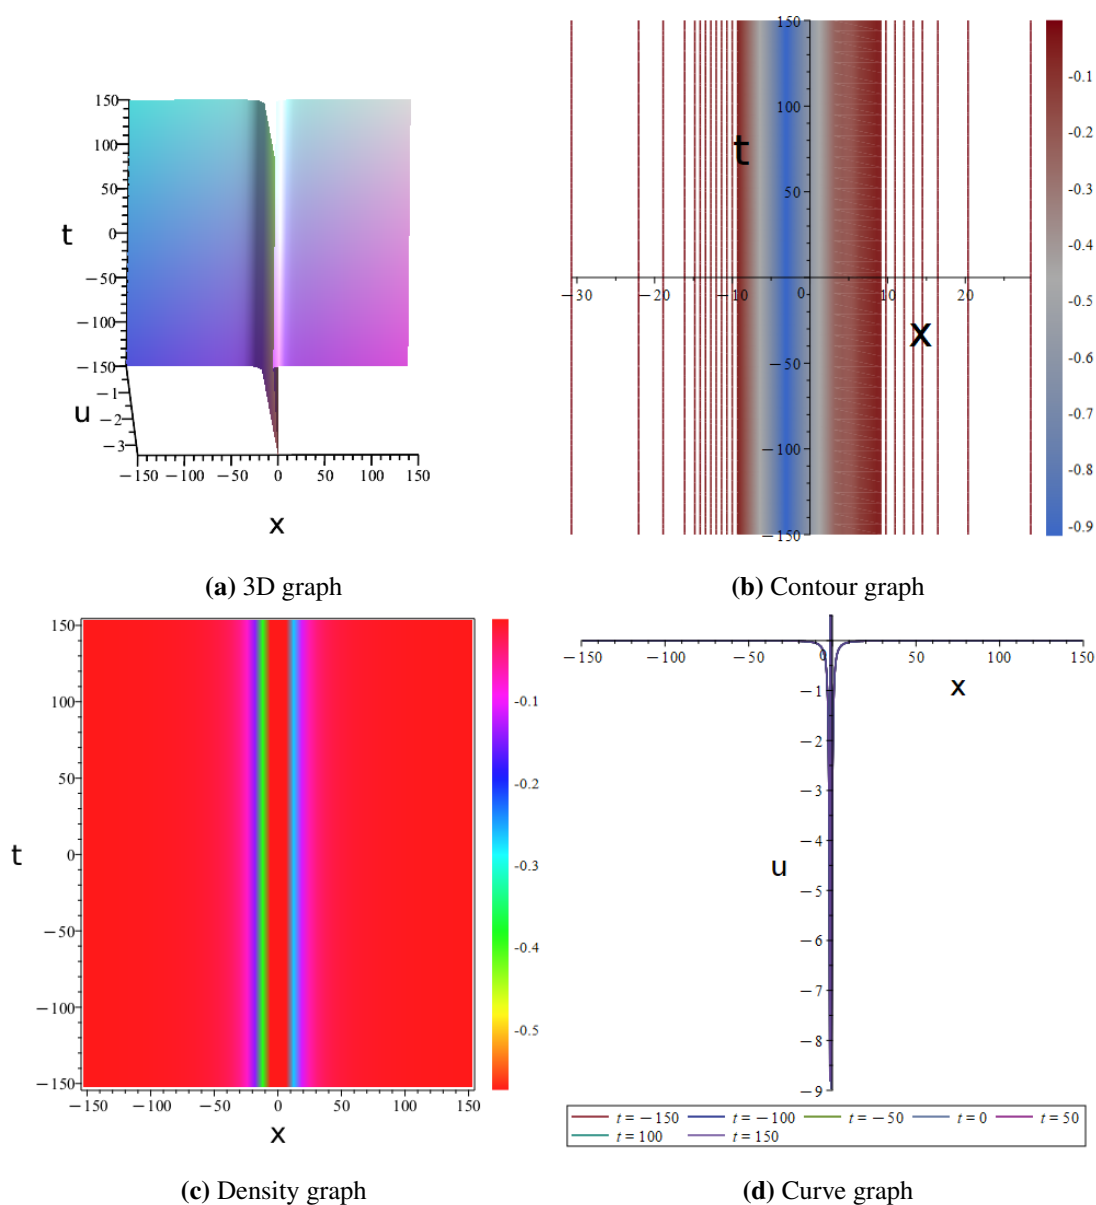 150
100
50
t
0
−50
−100
−150
−1
u
−2
−3
−150 −100 −50 0 50 100 150
x
(a) 3D graph
150
-0.1
100
-0.2
t
50
-0.3
-0.4
−30 −20 −10 0 10 20
-0.5
x
−50
-0.6
-0.7
−100
-0.8
−150
-0.9
(b) Contour graph
150
100
-0.1
50
-0.2
t
0
-0.3
−50
-0.4
−100
-0.5
−150
−150 −100 −50 0 50 100 150
x
(c) Density graph
−150 −100 −50 0 50 100 150
x
−1
−2
−3
−4
u
−5
−6
−7
−8
−9
t = −150 t = −100 t = −50 t = 0 t = 50
t = 100 t = 150
(d) Curve graph